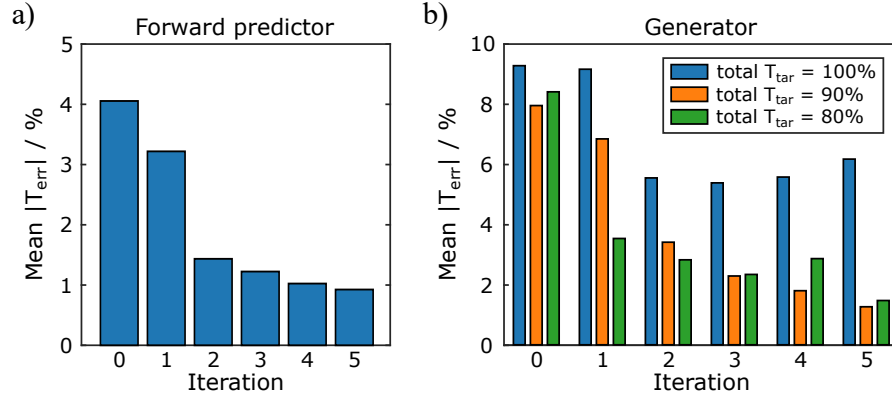 a)
Forward predictor
Mean |T_err| / %
5
4
3
2
1
0
0 1 2 3 4 5
Iteration
b)
Generator
Mean |T_err| / %
10
8
6
4
2
0
total T_tar = 100%
total T_tar = 90%
total T_tar = 80%
0 1 2 3 4 5
Iteration